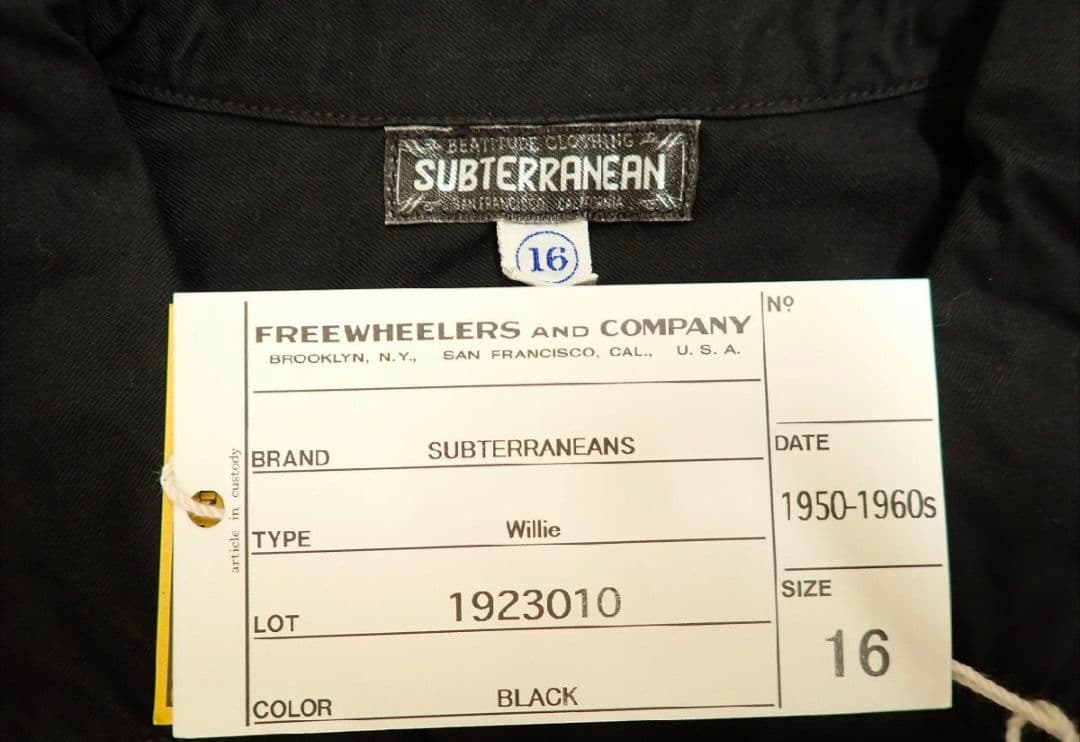 BEATITUDE CLOTHING
SUBTERRANEAN
SAN FRANCISCO CALIFORNIA
16
FREEWHEELERS AND COMPANY
BROOKLYN, N.Y., SAN FRANCISCO, CAL., U. S. A.
Nº
BRAND SUBTERRANEANS
DATE
1950-1960s
TYPE Willie
LOT 1923010
SIZE
16
COLOR BLACK
article in custody